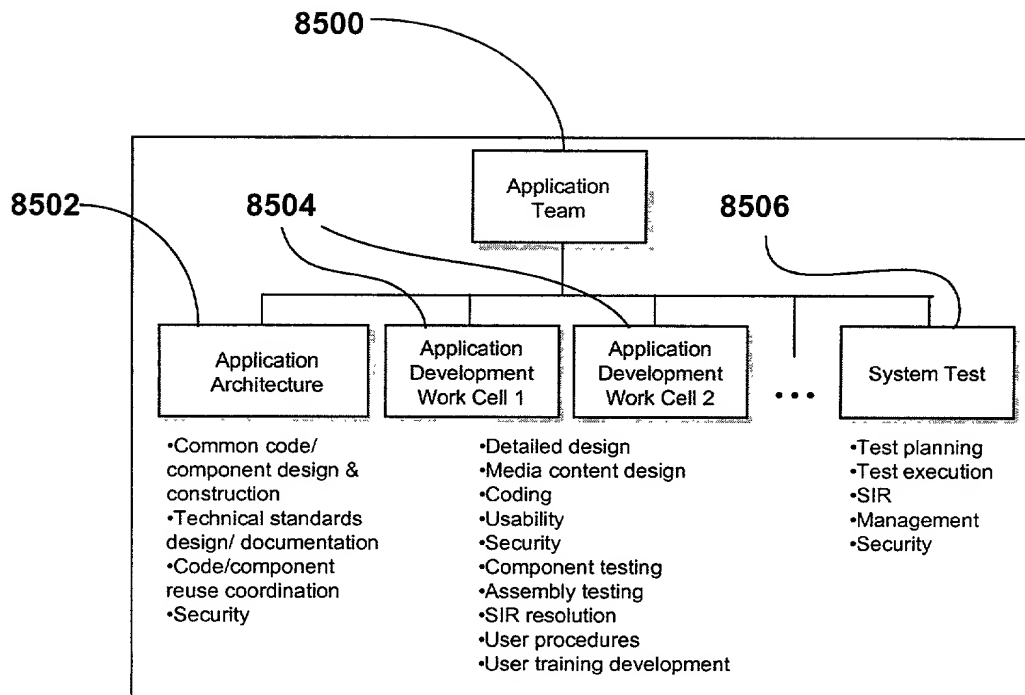 8500
Application
Team
8502
8504
8506
Application
Architecture
Application
Development
Work Cell 1
Application
Development
Work Cell 2
...
System Test
•Common code/
component design &
construction
•Technical standards
design/ documentation
•Code/component
reuse coordination
•Security
•Detailed design
•Media content design
•Coding
•Usability
•Security
•Component testing
•Assembly testing
•SIR resolution
•User procedures
•User training development
•Test planning
•Test execution
•SIR
•Management
•Security